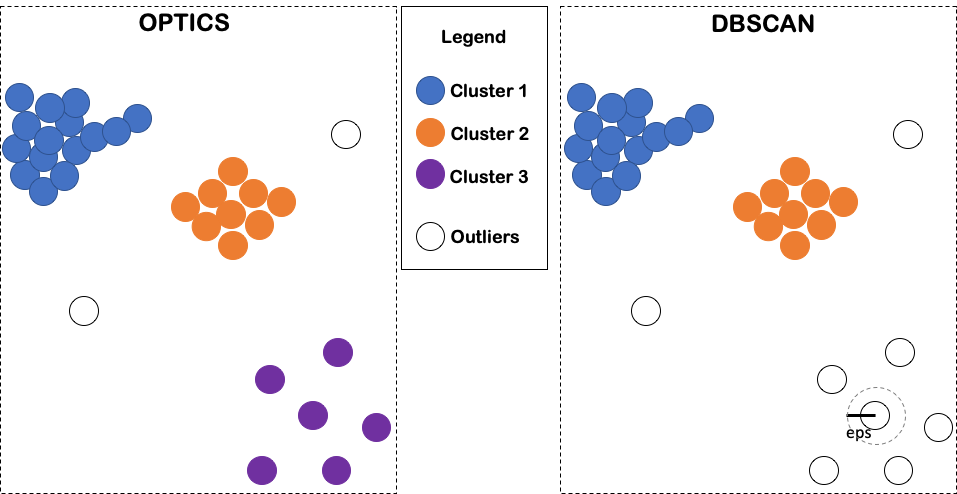 OPTICS
Legend
Cluster 1
Cluster 2
Cluster 3
Outliers
DBSCAN
eps